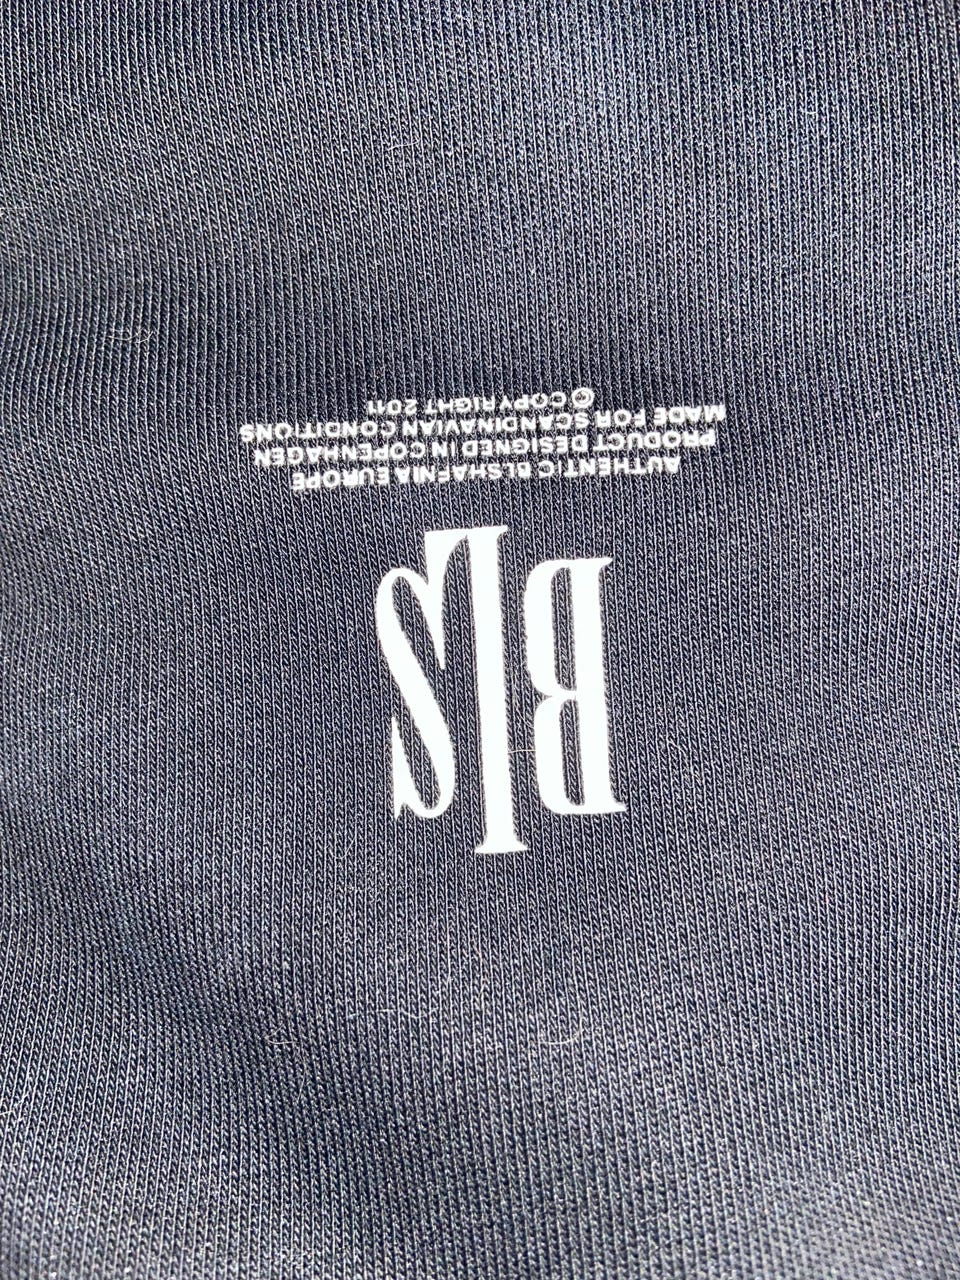 BLS
AUTHENTIC BLSHAFNIA EUROPE
PRODUCT DESIGNED IN COPENHAGEN
MADE FOR SCANDINAVIAN CONDITIONS
© COPYRIGHT 2011